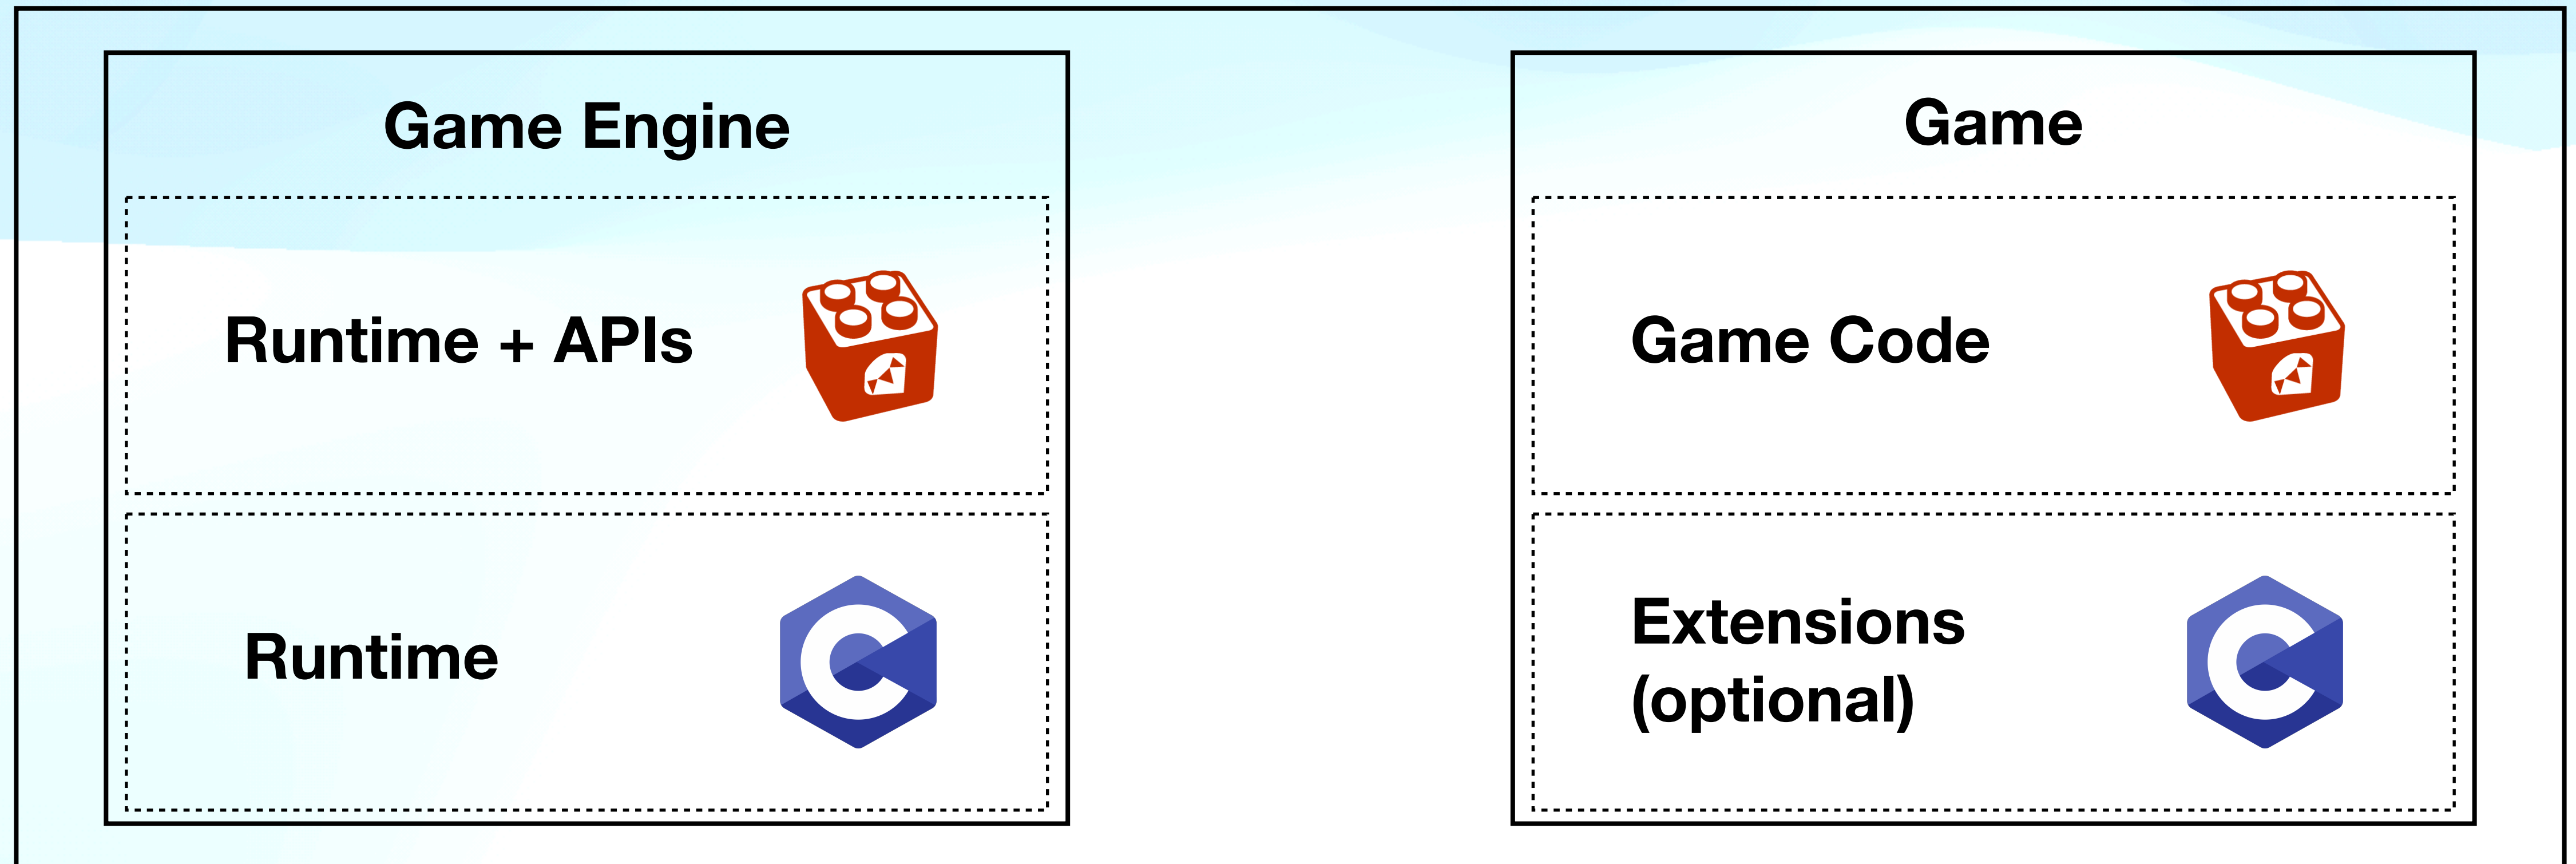 Game Engine
Runtime + APIs
Runtime
Game
Game Code
Extensions
(optional)